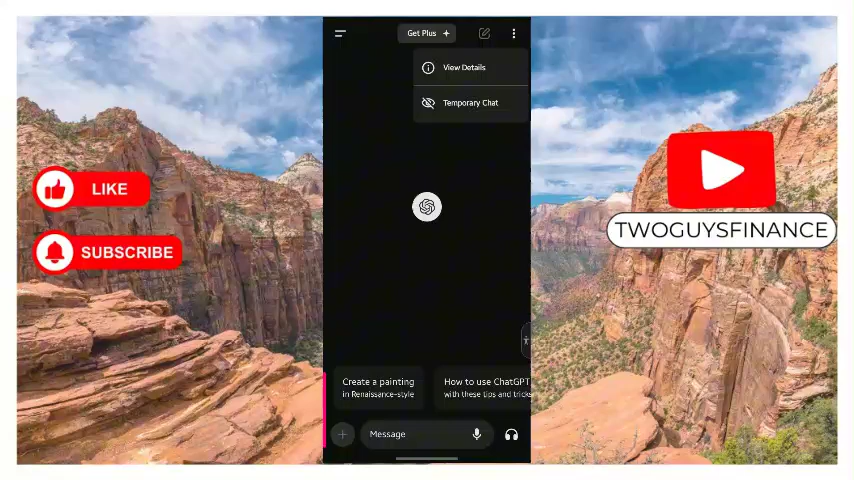 Get Plus
View Details
Temporary Chat
LIKE
SUBSCRIBE
TWOGUYSFINANCE
Create a painting
in Renaissance-style
How to use ChatGPT
with these tips and tricks
Message